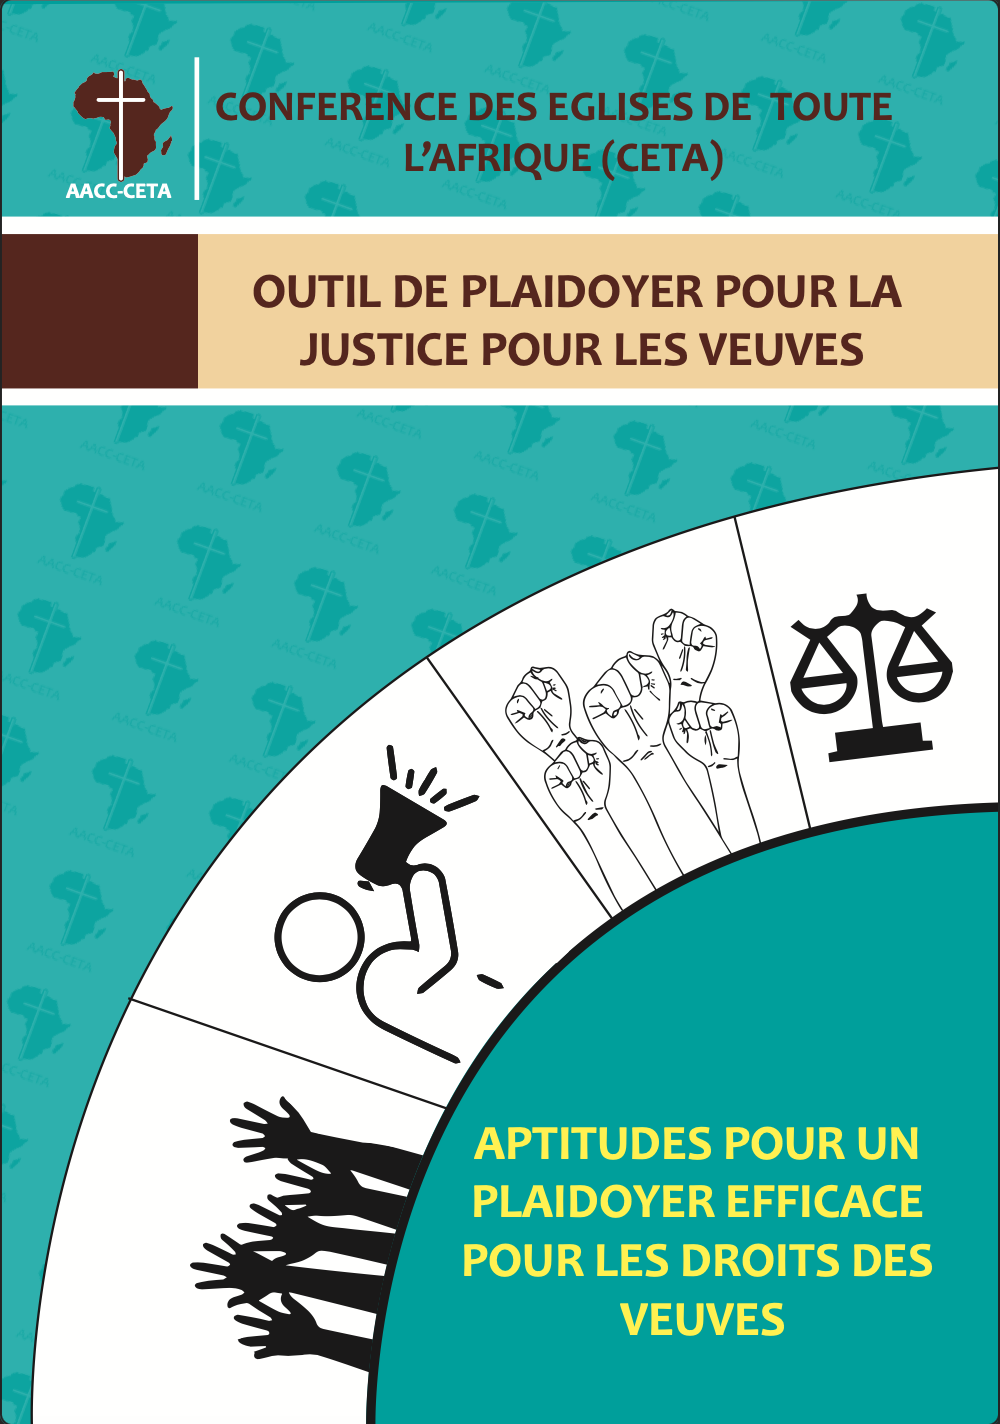 CONFERENCE DES EGLISES DE TOUTE
L'AFRIQUE (CETA)
AACC-CETA
OUTIL DE PLAIDOYER POUR LA
JUSTICE POUR LES VEUVES
APTITUDES POUR UN
PLAIDOYER EFFICACE
POUR LES DROITS DES
VEUVES